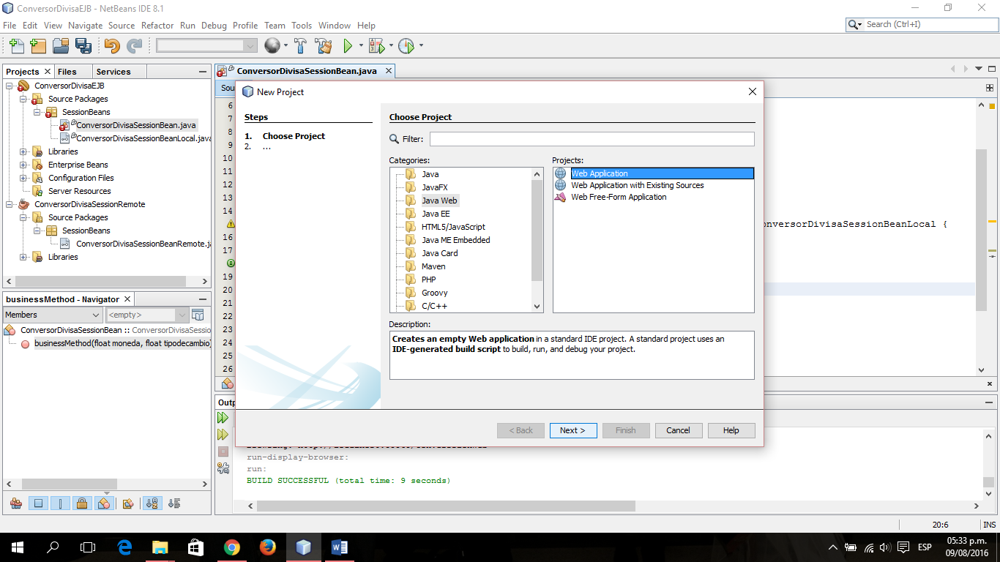 ConversorDivisaEJB - NetBeans IDE 8.1
File Edit View Navigate Source Refactor Run Debug Profile Team Tools Window Help
Search (Ctrl+I)
Projects Files Services
ConversorDivisaEJB
Source Packages
SessionBeans
ConversorDivisaSessionBean.java
ConversorDivisaSessionBeanLocal.java
Libraries
Enterprise Beans
Configuration Files
Server Resources
ConversorDivisaSessionRemote
Source Packages
SessionBeans
ConversorDivisaSessionBeanRemote.ja
Libraries
businessMethod - Navigator
Members
<empty>
ConversorDivisaSessionBean :: ConversorDivisaSessio
businessMethod(float moneda, float tipodecambio)
ConversorDivisaSessionBean.java
Sou
6
7
8
9
10
11
12
13
14
16
17
19
20
21
22
23
24
25
26
onversorDivisaSessionBeanLocal {
New Project
Steps
1. Choose Project
2. ...
Choose Project
Filter:
Categories:
Java
JavaFX
Java Web
Java EE
HTML5/JavaScript
Java ME Embedded
Java Card
Maven
PHP
Groovy
C/C++
Projects:
Web Application
Web Application with Existing Sources
Web Free-Form Application
Description:
Creates an empty Web application in a standard IDE project. A standard project uses an
IDE-generated build script to build, run, and debug your project.
< Back Next > Finish Cancel Help
Outp
run-display-browser:
run:
BUILD SUCCESSFUL (total time: 9 seconds)
20:6 INS
ESP
05:33 p.m.
09/08/2016